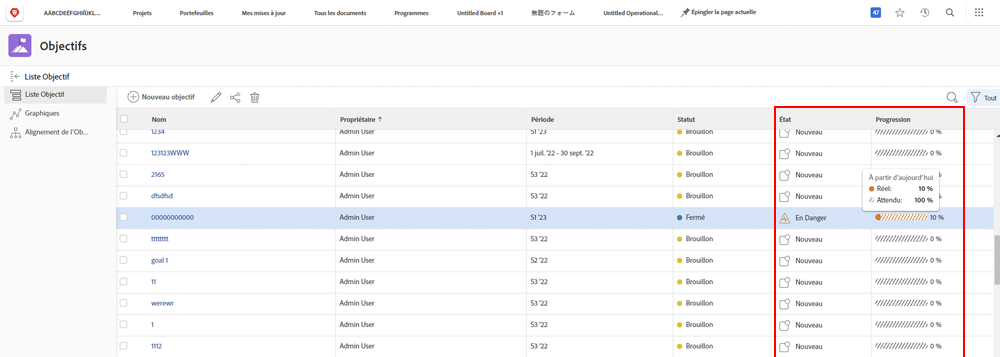 AÁBCDEÉFGHIÍÏJKL... Projets Portefeuilles Mes mises à jour Tous les documents Programmes Untitled Board +1 無題のフォーム Untitled Operational... Épingler la page actuelle 47
Objectifs
Liste Objectif
Liste Objectif
Graphiques
Alignement de l'Ob...
Nouveau objectif Tout
Nom Propriétaire Période Statut État Progression
1234 Admin User S1 '23 Brouillon Nouveau 0 %
123123WWW Admin User 1 juil. '22 - 30 sept. '22 Brouillon Nouveau 0 %
2165 Admin User S3 '22 Brouillon Nouveau
À partir d'aujourd'hui
Réel: 10 %
Attendu: 100 %
dfsdfsd Admin User S3 '22 Brouillon Nouveau
00000000000 Admin User S1 '23 Fermé En Danger 10 %
ttttttttt Admin User S3 '22 Brouillon Nouveau 0 %
goal 1 Admin User S2 '22 Brouillon Nouveau 0 %
11 Admin User S3 '22 Brouillon Nouveau 0 %
werewr Admin User S3 '22 Brouillon Nouveau 0 %
1 Admin User S3 '22 Brouillon Nouveau 0 %
1112 Admin User S3 '22 Brouillon Nouveau 0 %